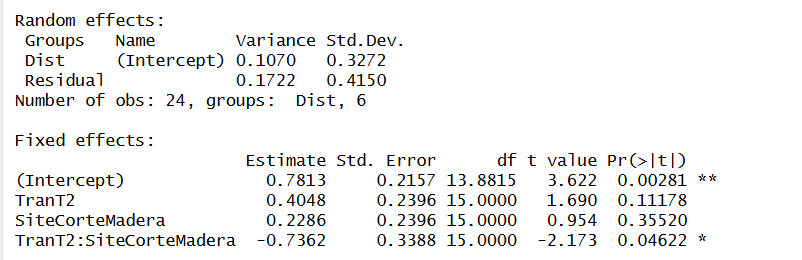 Random effects:
Groups Name Variance Std.Dev.
Dist (Intercept) 0.1070 0.3272
Residual 0.1722 0.4150
Number of obs: 24, groups: Dist, 6
Fixed effects:
Estimate Std. Error df t value Pr(>|t|)
(Intercept) 0.7813 0.2157 13.8815 3.622 0.00281 **
TranT2 0.4048 0.2396 15.0000 1.690 0.11178
SiteCorteMadera 0.2286 0.2396 15.0000 0.954 0.35520
TranT2:SiteCorteMadera -0.7362 0.3388 15.0000 -2.173 0.04622 *